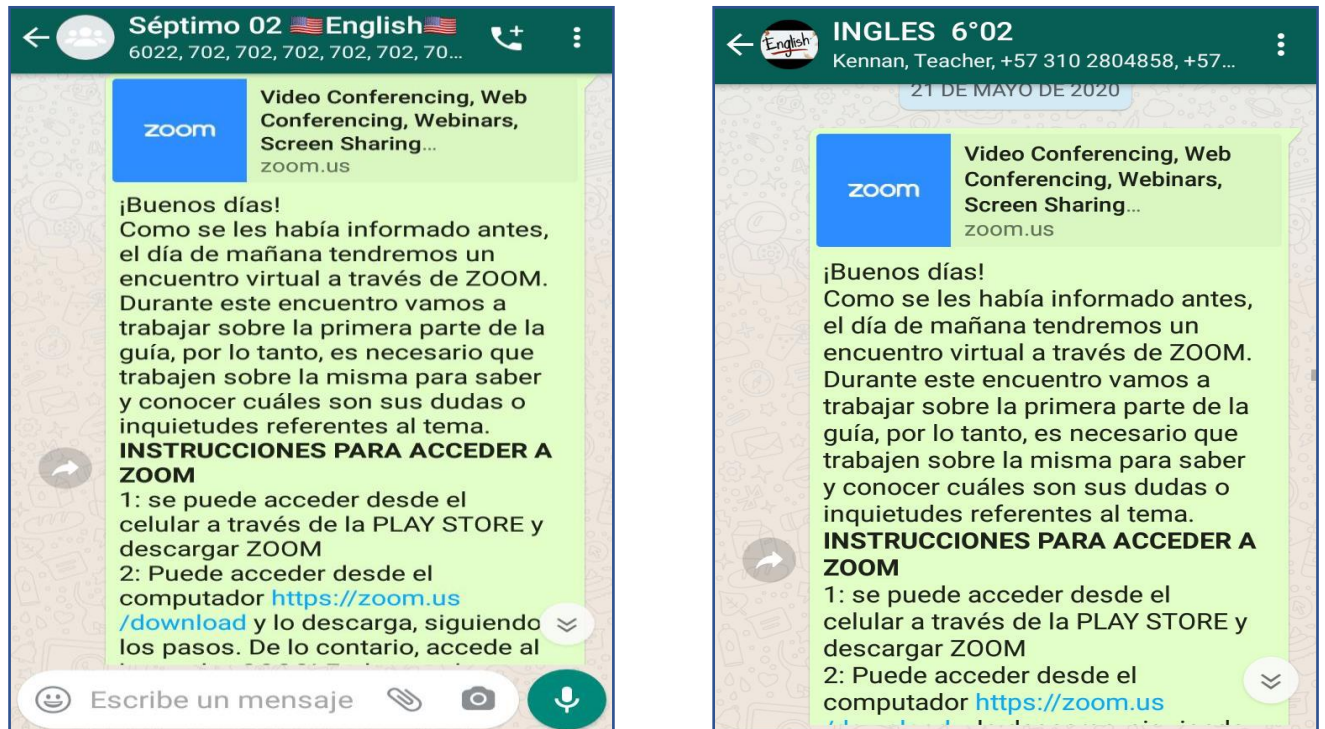 Séptimo 02 🇺🇸English🇺🇸
6022, 702, 702, 702, 702, 702, 70...
zoom
Video Conferencing, Web
Conferencing, Webinars,
Screen Sharing...
zoom.us
¡Buenos días!
Como se les había informado antes,
el día de mañana tendremos un
encuentro virtual a través de ZOOM.
Durante este encuentro vamos a
trabajar sobre la primera parte de la
guía, por lo tanto, es necesario que
trabajen sobre la misma para saber
y conocer cuáles son sus dudas o
inquietudes referentes al tema.
INSTRUCCIONES PARA ACCEDER A
ZOOM
1: se puede acceder desde el
celular a través de la PLAY STORE y
descargar ZOOM
2: Puede acceder desde el
computador https://zoom.us
/download y lo descarga, siguiendo
los pasos. De lo contrario, accede al
Escribe un mensaje
English
INGLES 6°02
Kennan, Teacher, +57 310 2804858, +57...
21 DE MAYO DE 2020
zoom
Video Conferencing, Web
Conferencing, Webinars,
Screen Sharing...
zoom.us
¡Buenos días!
Como se les había informado antes,
el día de mañana tendremos un
encuentro virtual a través de ZOOM.
Durante este encuentro vamos a
trabajar sobre la primera parte de la
guía, por lo tanto, es necesario que
trabajen sobre la misma para saber
y conocer cuáles son sus dudas o
inquietudes referentes al tema.
INSTRUCCIONES PARA ACCEDER A
ZOOM
1: se puede acceder desde el
celular a través de la PLAY STORE y
descargar ZOOM
2: Puede acceder desde el
computador https://zoom.us